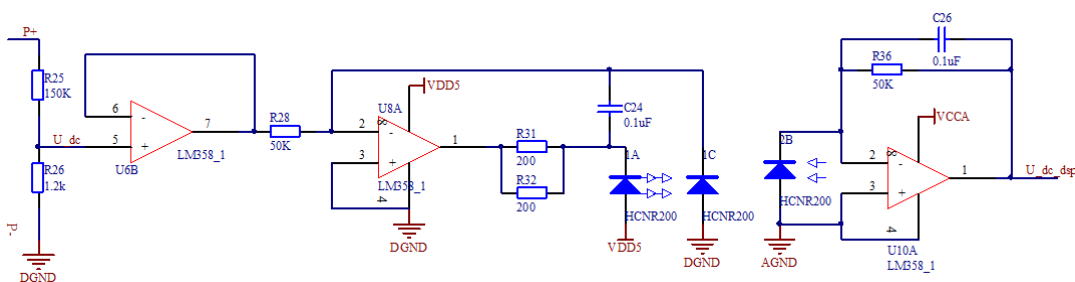 P+
R25
150K
U_dc
R26
1.2k
P-
DGND
6
5
7
-
+
U6B
LM358_1
R28
50K
2
3
1
8
4
-
+
U8A
VDD5
LM358_1
DGND
R31
200
R32
200
C24
0.1uF
1A
HCNR200
VDD5
1C
HCNR200
DGND
2B
HCNR200
AGND
C26
0.1uF
R36
50K
VCCA
2
3
1
8
4
-
+
U10A
LM358_1
U_dc_dsp